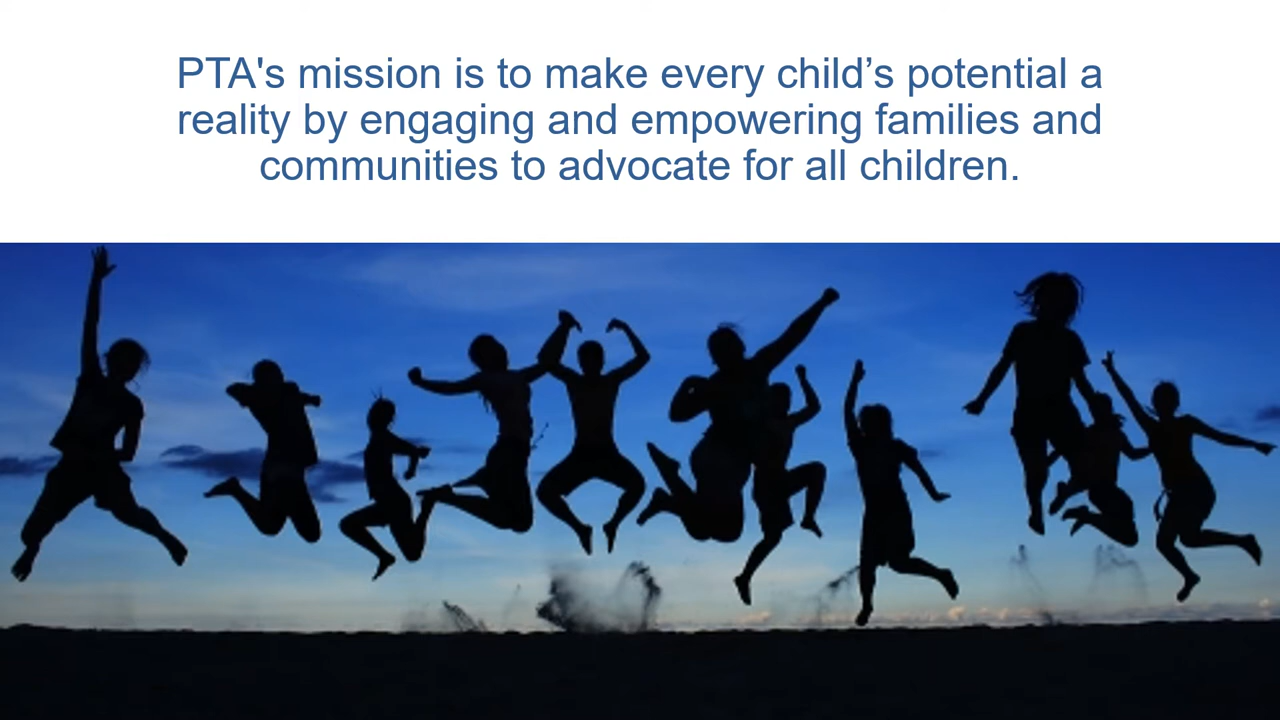 PTA's mission is to make every child’s potential a
reality by engaging and empowering families and
communities to advocate for all children.